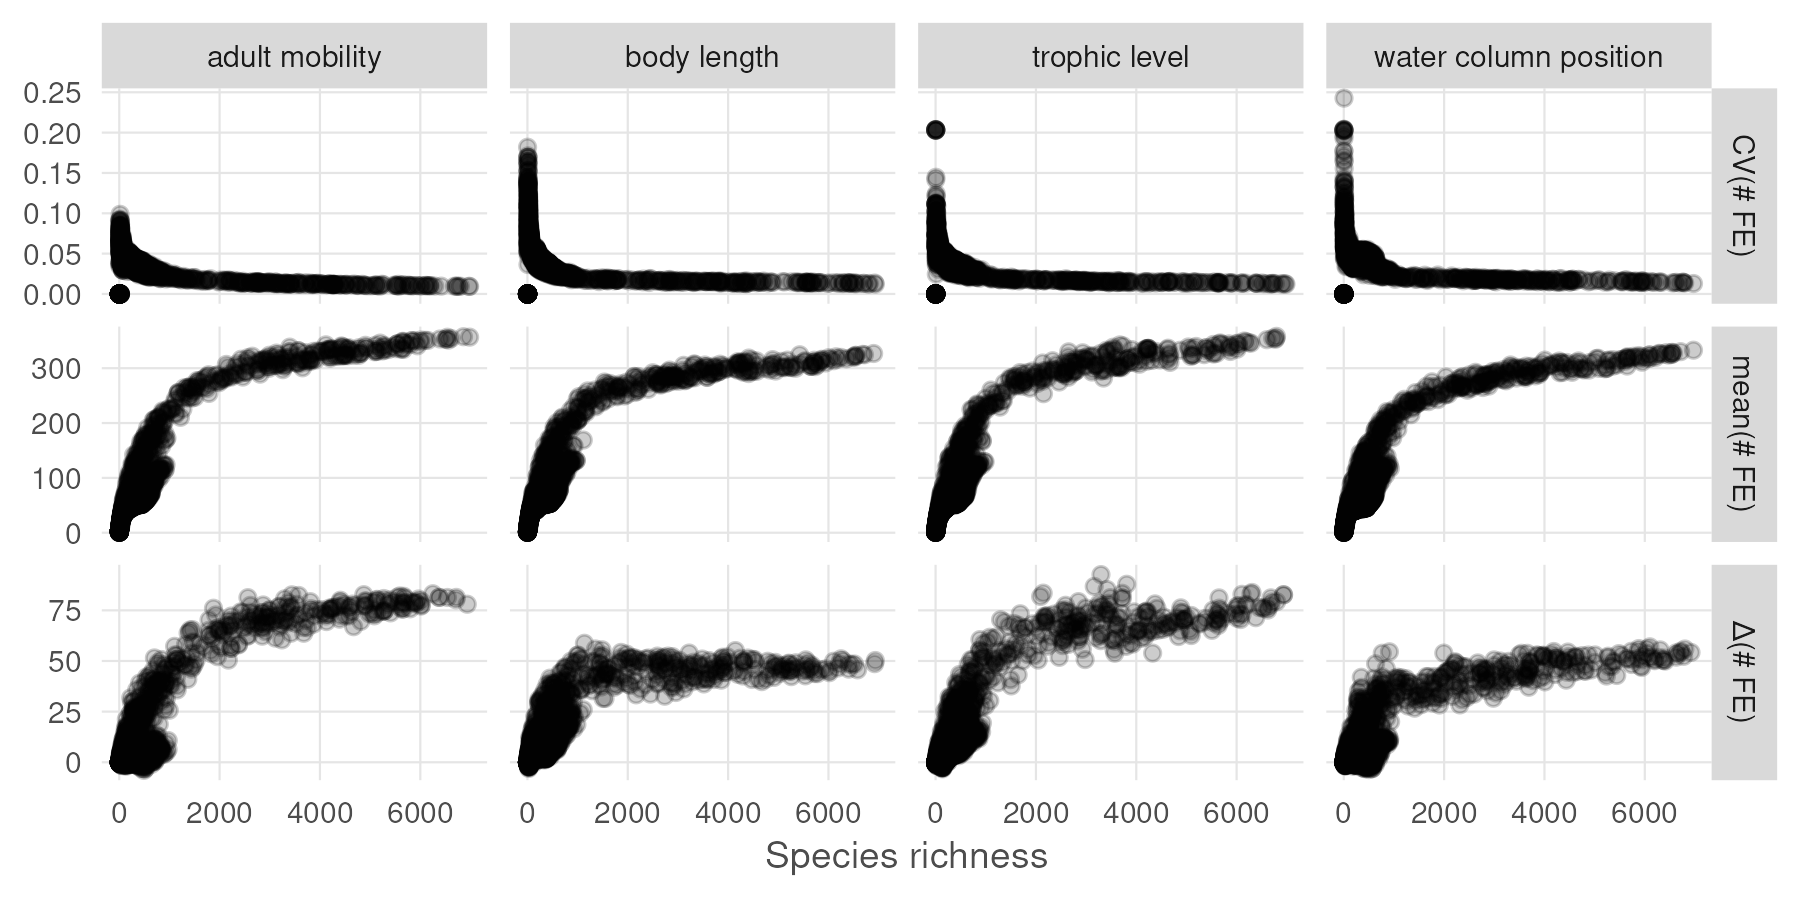 adult mobility body length trophic level water column position
0.25
0.20
0.15
0.10
0.05
0.00
CV(# FE)
300
200
100
0
mean(# FE)
75
50
25
0
Δ(# FE)
0 2000 4000 6000 0 2000 4000 6000 0 2000 4000 6000 0 2000 4000 6000
Species richness